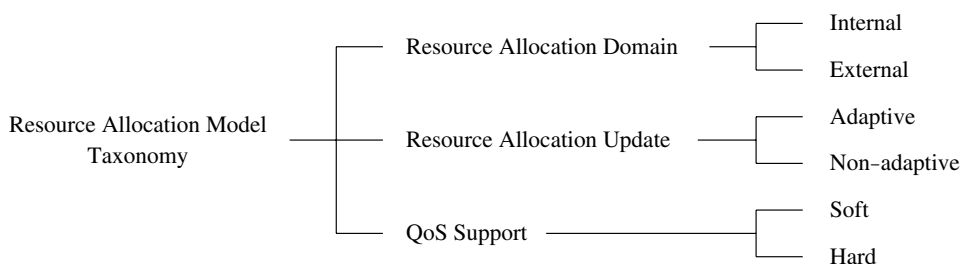 Internal
Resource Allocation Domain
External
Adaptive
Resource Allocation Model
Taxonomy
Resource Allocation Update
Non-adaptive
Soft
QoS Support
Hard